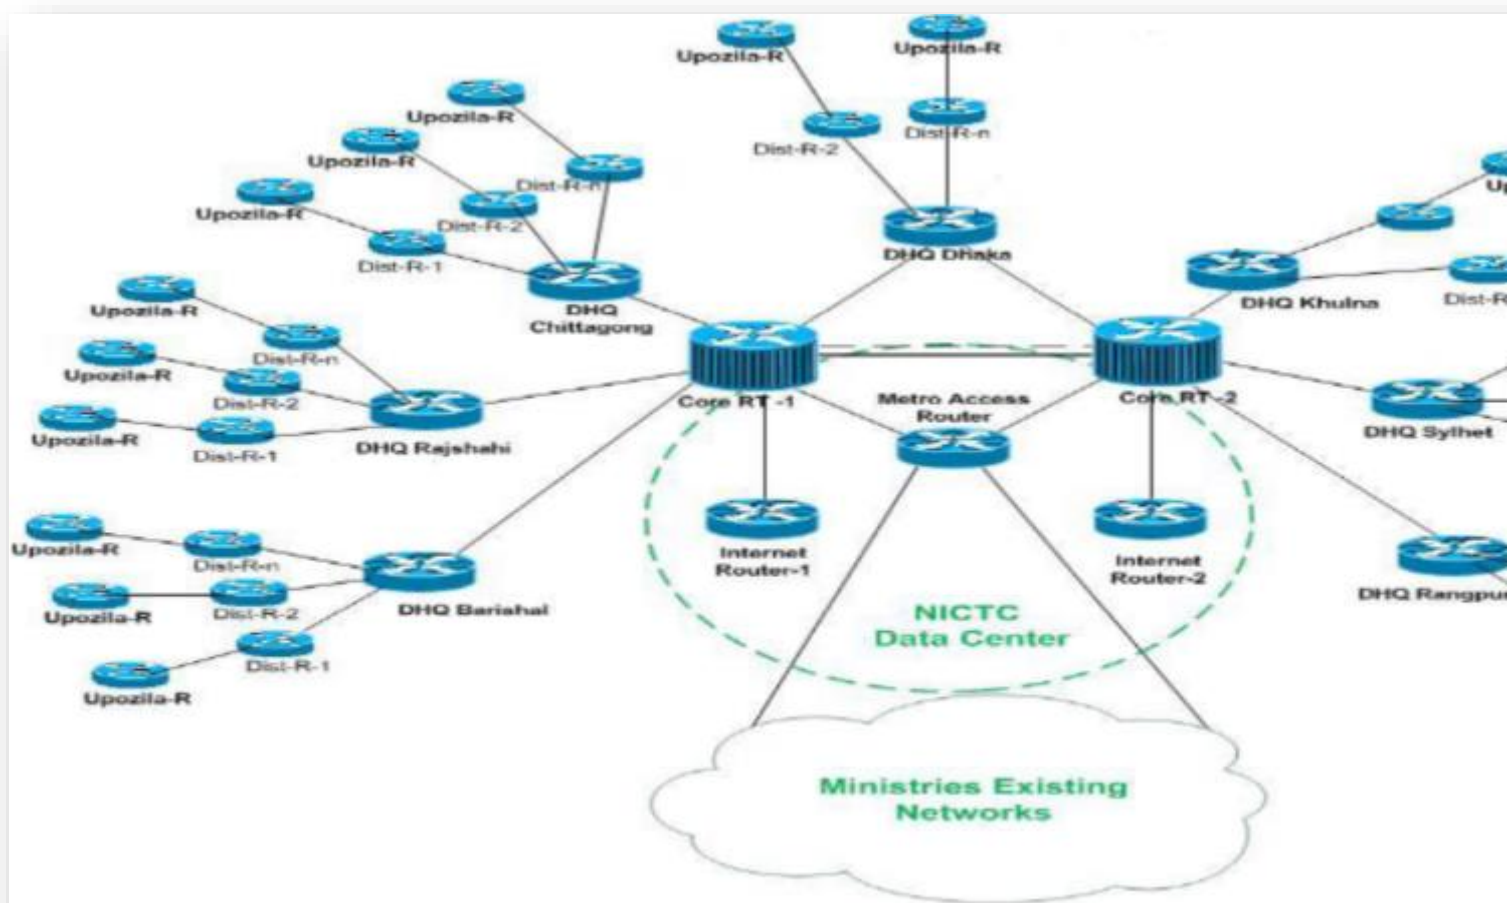 Upozila-R
Upozila-R
Upozila-R
Dist-R-2
Dist-R-n
Upozila-R
Dist-R-n
Upozila-R
Dist-R-2
Dist-R-1
DHQ Dhaka
DHQ
Chittagong
DHQ Khulna
Upozila-R
Dist-R-n
Upozila-R
Dist-R-2
Upozila-R
Dist-R-1
DHQ Rajshahi
Core RT -1
Metro Access
Router
Core RT -2
DHQ Sylhet
Internet
Router-1
Internet
Router-2
Upozila-R
Dist-R-n
Upozila-R
Dist-R-2
Dist-R-1
Upozila-R
DHQ Barishal
DHQ Rangpur
NICTC
Data Center
Ministries Existing
Networks